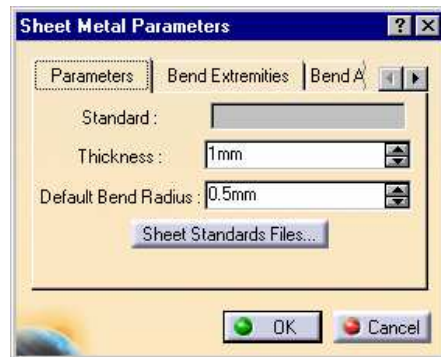 Sheet Metal Parameters
Parameters Bend Extremities Bend A
Standard :
Thickness : 1mm
Default Bend Radius : 0.5mm
Sheet Standards Files...
OK Cancel